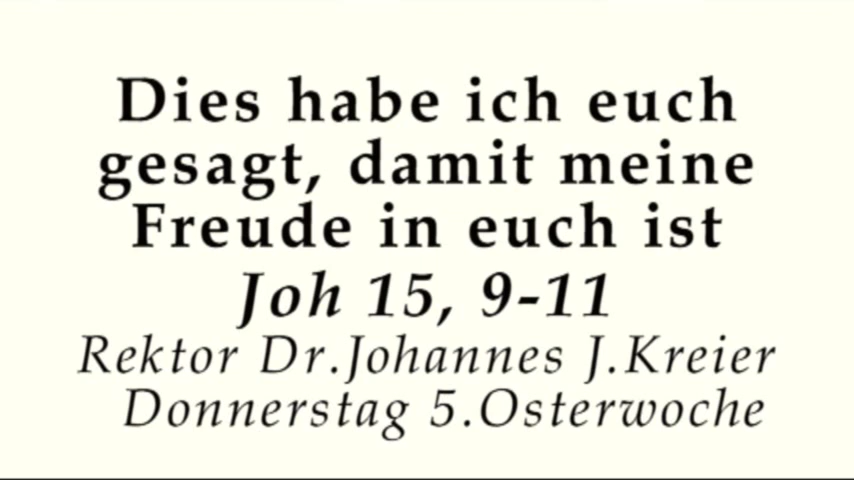 Dies habe ich euch
gesagt, damit meine
Freude in euch ist
Joh 15, 9-11
Rektor Dr.Johannes J.Kreier
Donnerstag 5.Osterwoche